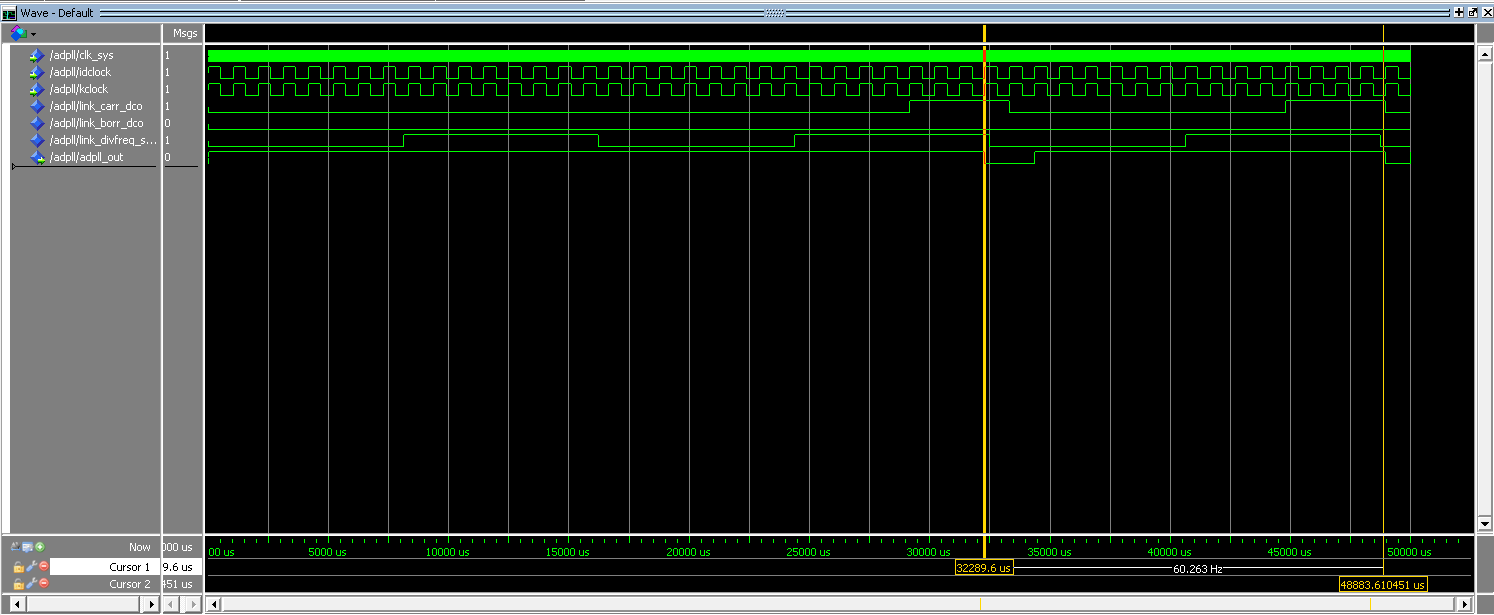 Wave - Default
Msgs
/adpll/clk_sys 1
/adpll/idclock 1
/adpll/kclock 1
/adpll/link_carr_dco 1
/adpll/link_borr_dco 0
/adpll/link_divfreq_s... 1
/adpll/adpll_out 0
Now 000 us 00 us 5000 us 10000 us 15000 us 20000 us 25000 us 30000 us 35000 us 40000 us 45000 us 50000 us
Cursor 1 9.6 us 32289.6 us 60.263 Hz
Cursor 2 451 us 48883.610451 us